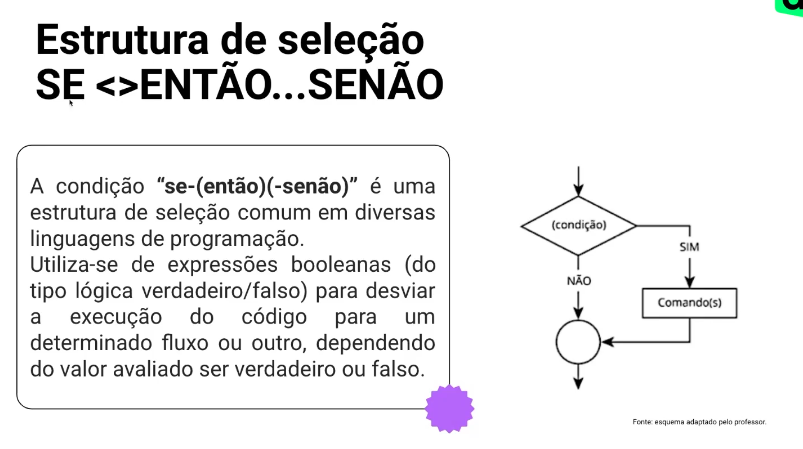 Estrutura de seleção
SE <>ENTÃO...SENÃO
A condição “se-(então)(-senão)” é uma
estrutura de seleção comum em diversas
linguagens de programação.
Utiliza-se de expressões booleanas (do
tipo lógica verdadeiro/falso) para desviar
a execução do código para um
determinado fluxo ou outro, dependendo
do valor avaliado ser verdadeiro ou falso.
(condição)
SIM
NÃO
Comando(s)
Fonte: esquema adaptado pelo professor.